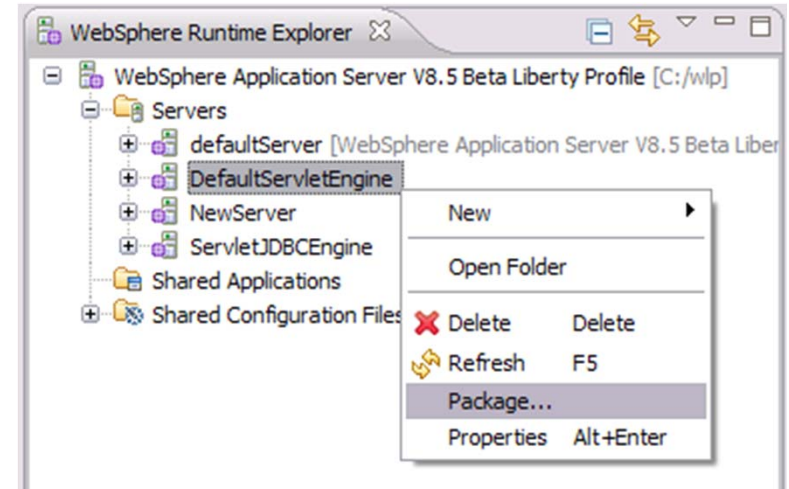 WebSphere Runtime Explorer
WebSphere Application Server V8.5 Beta Liberty Profile [C:/wlp]
Servers
defaultServer [WebSphere Application Server V8.5 Beta Liber
DefaultServletEngine
NewServer
ServletJDBCEngine
Shared Applications
Shared Configuration Files
New
Open Folder
Delete Delete
Refresh F5
Package...
Properties Alt+Enter